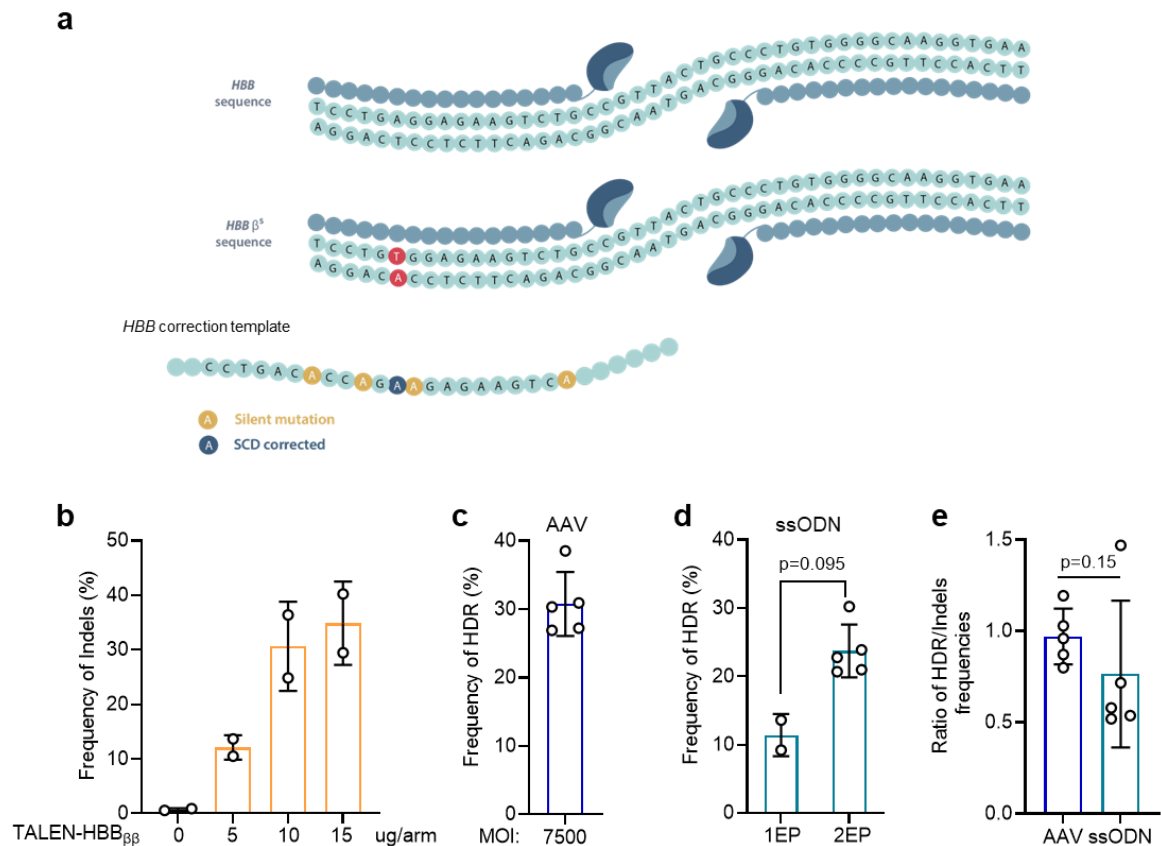 a
HBB
sequence
TCCTGAGGAGAAGTCTGCCGTTACTGCCCTGTGGGGCAAGGTGAA
AGGACTCCTCTTCAGACGGCAATGACGGGACACCCCGTTCCACTT
HBB βs
sequence
TCCTGTGGAGAAGTCTGCCGTTACTGCCCTGTGGGGCAAGGTGAA
AGGACACCTCTTCAGACGGCAATGACGGGACACCCCGTTCCACTT
HBB correction template
CCTGACACCAGAAGAGAAGTCA
A Silent mutation
A SCD corrected
b
Frequency of Indels (%)
50
40
30
20
10
0
TALEN-HBBββ 0 5 10 15 ug/arm
c
AAV
Frequency of HDR (%)
40
30
20
10
0
MOI: 7500
d
ssODN
p=0.095
Frequency of HDR (%)
40
30
20
10
0
1EP 2EP
e
p=0.15
Ratio of HDR/Indels
frequencies
1.5
1.0
0.5
0.0
AAV ssODN